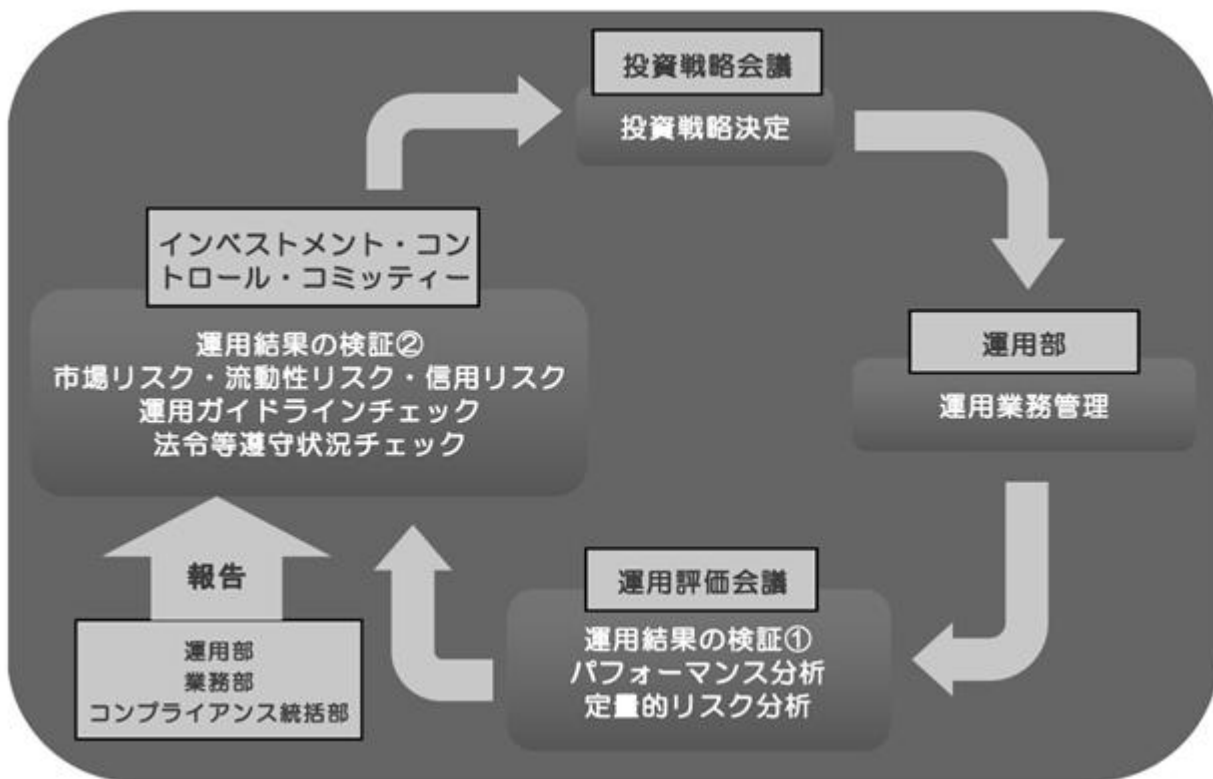 投資戦略会議
投資戦略決定
運用部
運用業務管理
運用評価会議
運用結果の検証①
パフォーマンス分析
定量的リスク分析
インベストメント・コン
トロール・コミッティー
運用結果の検証②
市場リスク・流動性リスク・信用リスク
運用ガイドラインチェック
法令等遵守状況チェック
報告
運用部
業務部
コンプライアンス統括部